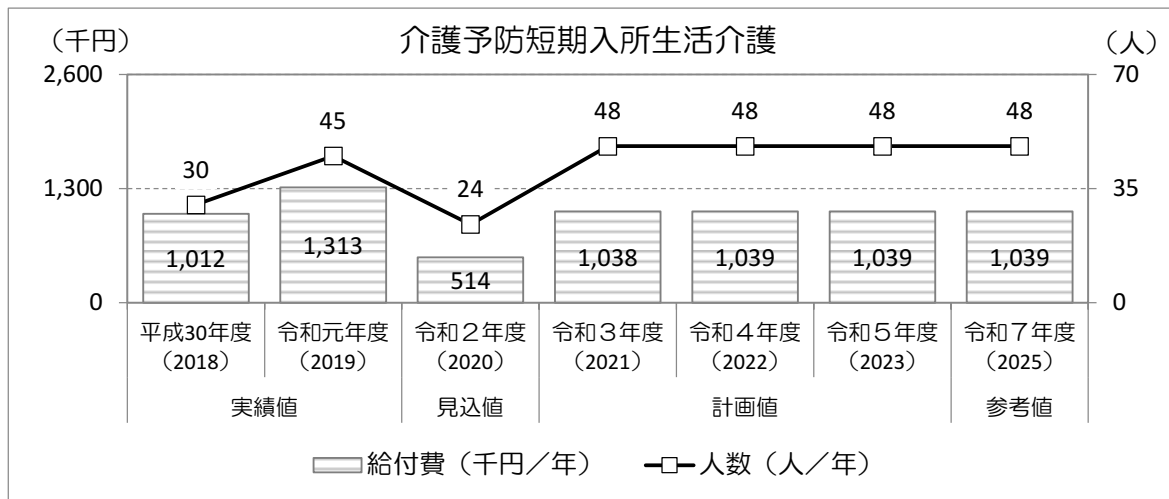 介護予防短期入所生活介護
（千円）
（人）
2,600
1,300
0
70
35
0
30
45
24
48
48
48
48
1,012
1,313
514
1,038
1,039
1,039
1,039
平成30年度
（2018）
令和元年度
（2019）
令和２年度
（2020）
令和３年度
（2021）
令和４年度
（2022）
令和５年度
（2023）
令和７年度
（2025）
実績値
見込値
計画値
参考値
給付費（千円／年）
人数（人／年）